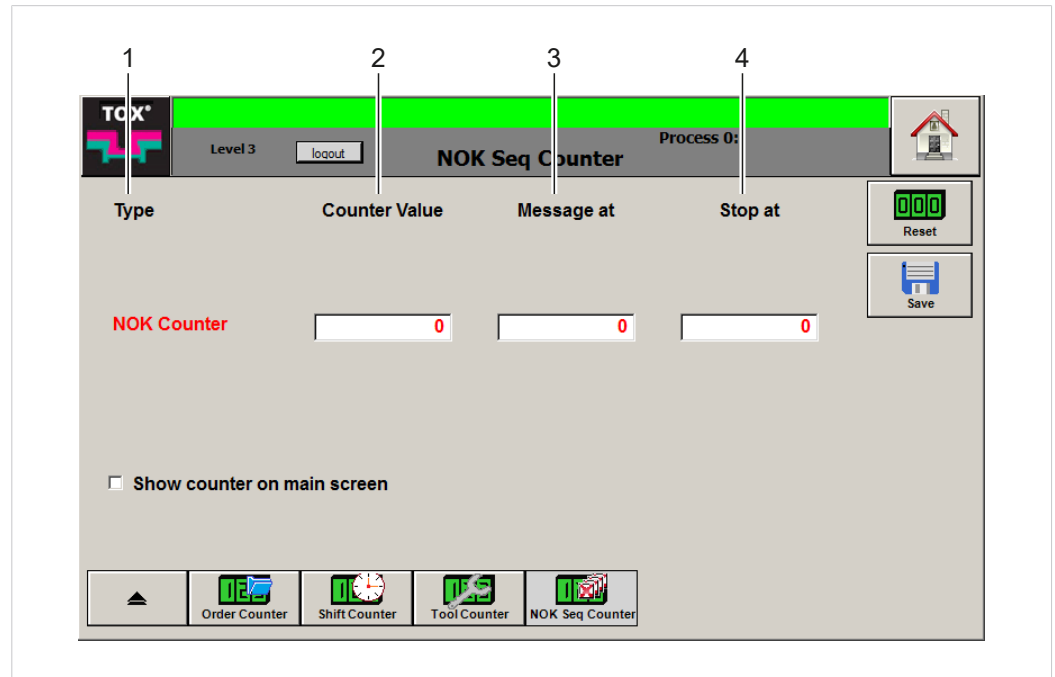 1 2 3 4
TOX®
Level 3 logout NOK Seq Counter Process 0:
Type Counter Value Message at Stop at
000
Reset
Save
NOK Counter 0 0 0
Show counter on main screen
Order Counter Shift Counter Tool Counter NOK Seq Counter